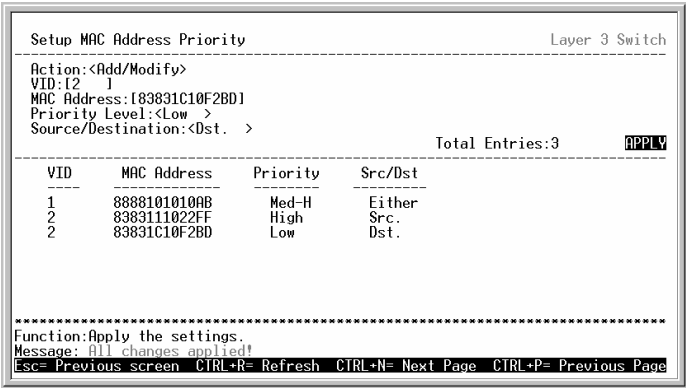 Setup MAC Address Priority Layer 3 Switch
Action:<Add/Modify>
VID:[2 ]
MAC Address:[83831C10F2BD]
Priority Level:<Low >
Source/Destination:<Dst. >
Total Entries:3 APPLY
VID MAC Address Priority Src/Dst
---- ------------ -------- ---------
1 8888101010AB Med-H Either
2 8383111022FF High Src.
2 83831C10F2BD Low Dst.
*******************************************************************************
Function:Apply the settings.
Message: All changes applied!
Esc= Previous screen CTRL+R= Refresh CTRL+N= Next Page CTRL+P= Previous Page